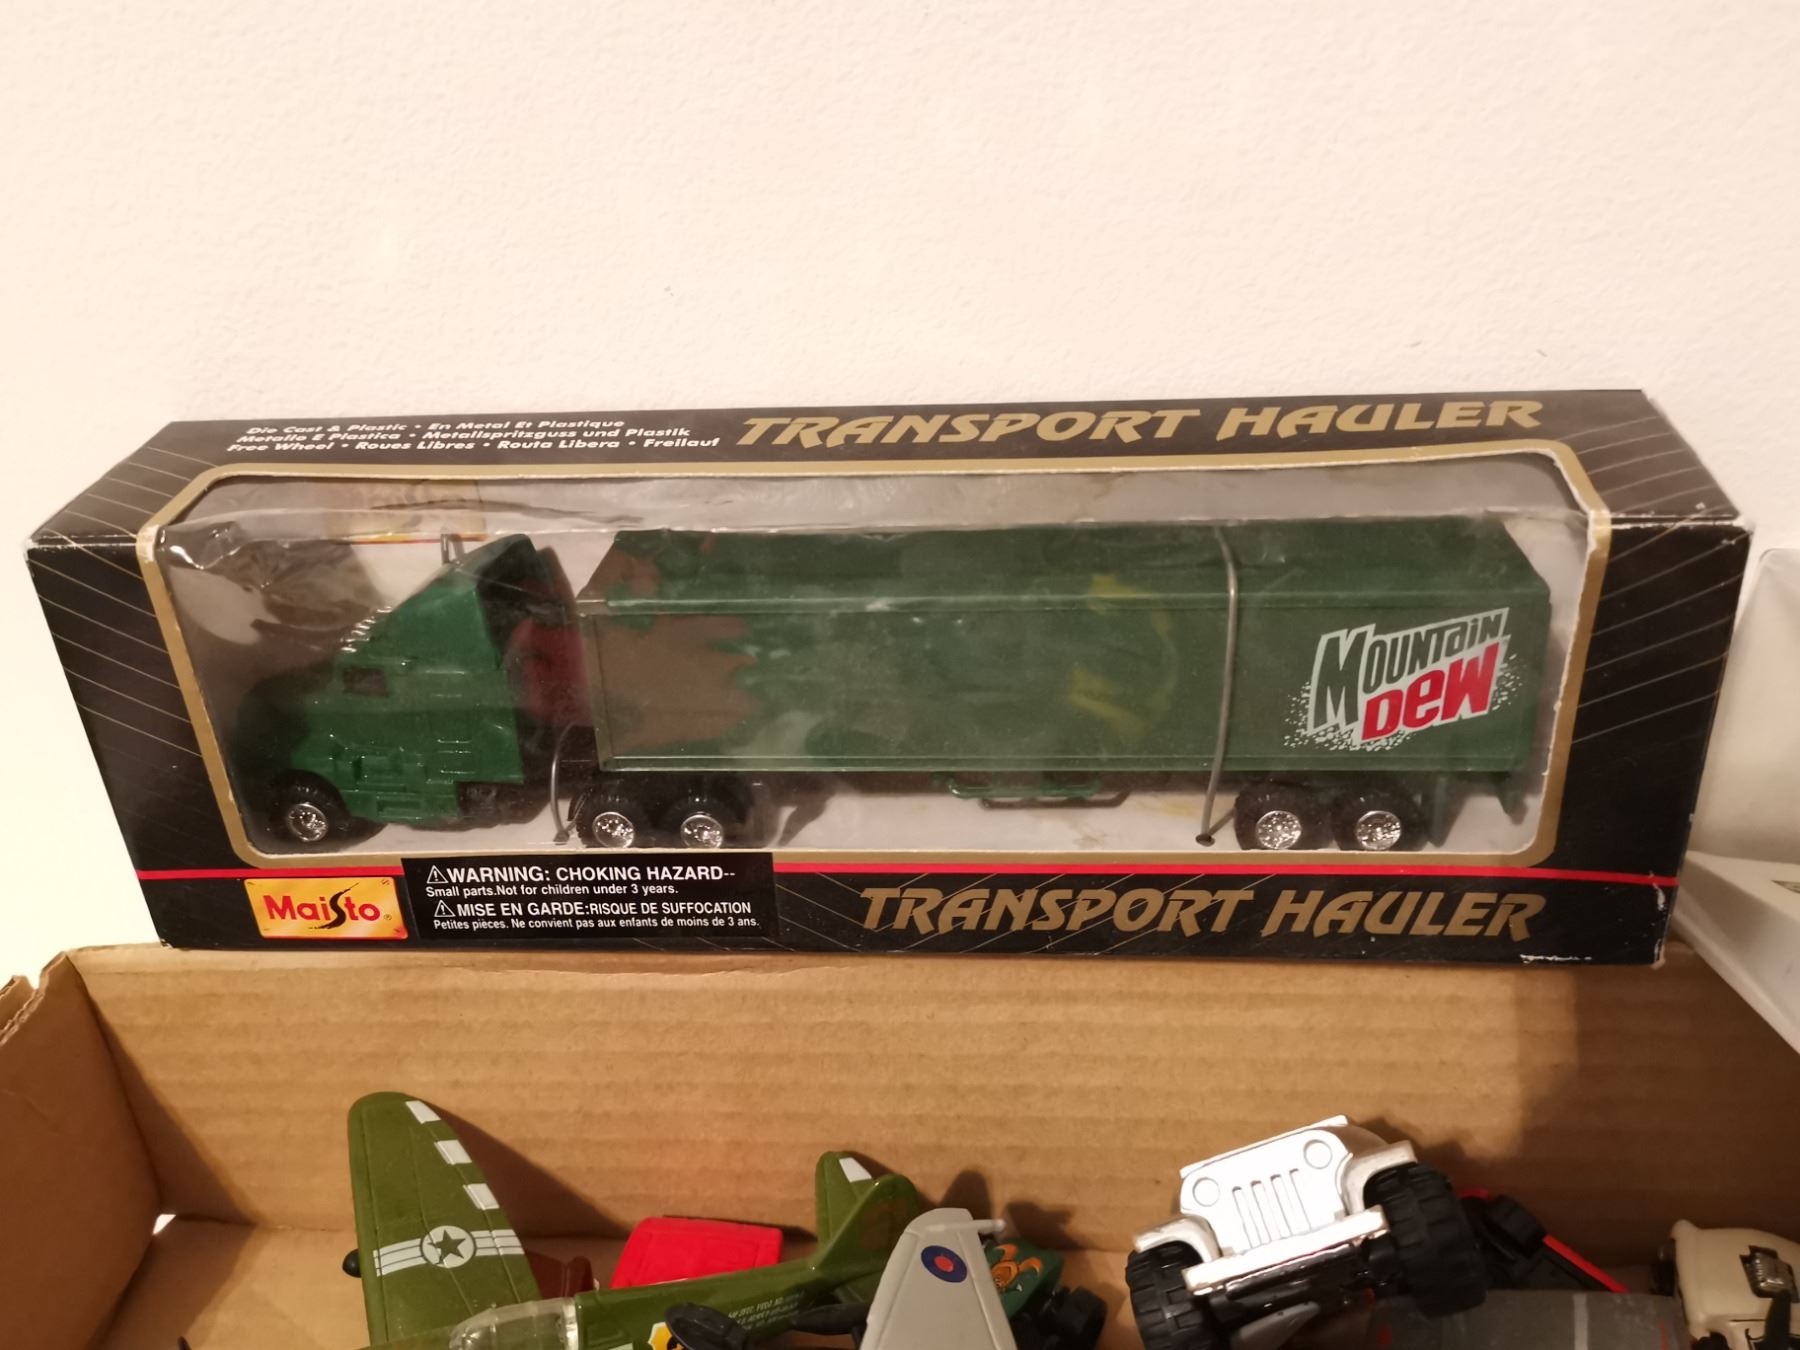 Die Cast & Plastic • En Metal Et Plastique
Metallo E Plastica • Metallspritzguss und Plastik
Free Wheel • Roues Libres • Routa Libera • Freilauf
TRANSPORT HAULER
MOUNTAIN
DEW
MaiSto®
⚠WARNING: CHOKING HAZARD--
Small parts.Not for children under 3 years.
⚠MISE EN GARDE:RISQUE DE SUFFOCATION
Petites pièces. Ne convient pas aux enfants de moins de 3 ans.
TRANSPORT HAULER